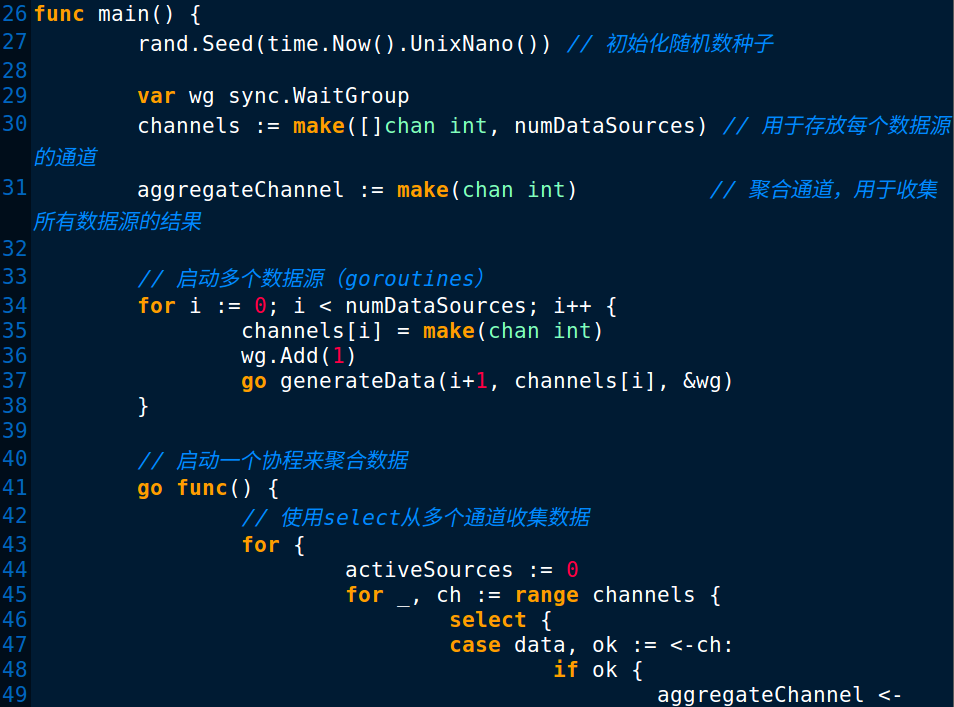 26 func main() {
27         rand.Seed(time.Now().UnixNano()) // 初始化随机数种子
28
29         var wg sync.WaitGroup
30         channels := make([]chan int, numDataSources) // 用于存放每个数据源
的通道
31         aggregateChannel := make(chan int)          // 聚合通道，用于收集
所有数据源的结果
32
33         // 启动多个数据源（goroutines）
34         for i := 0; i < numDataSources; i++ {
35                 channels[i] = make(chan int)
36                 wg.Add(1)
37                 go generateData(i+1, channels[i], &wg)
38         }
39
40         // 启动一个协程来聚合数据
41         go func() {
42                 // 使用select从多个通道收集数据
43                 for {
44                         activeSources := 0
45                         for _, ch := range channels {
46                                 select {
47                                 case data, ok := <-ch:
48                                         if ok {
49                                                 aggregateChannel <-